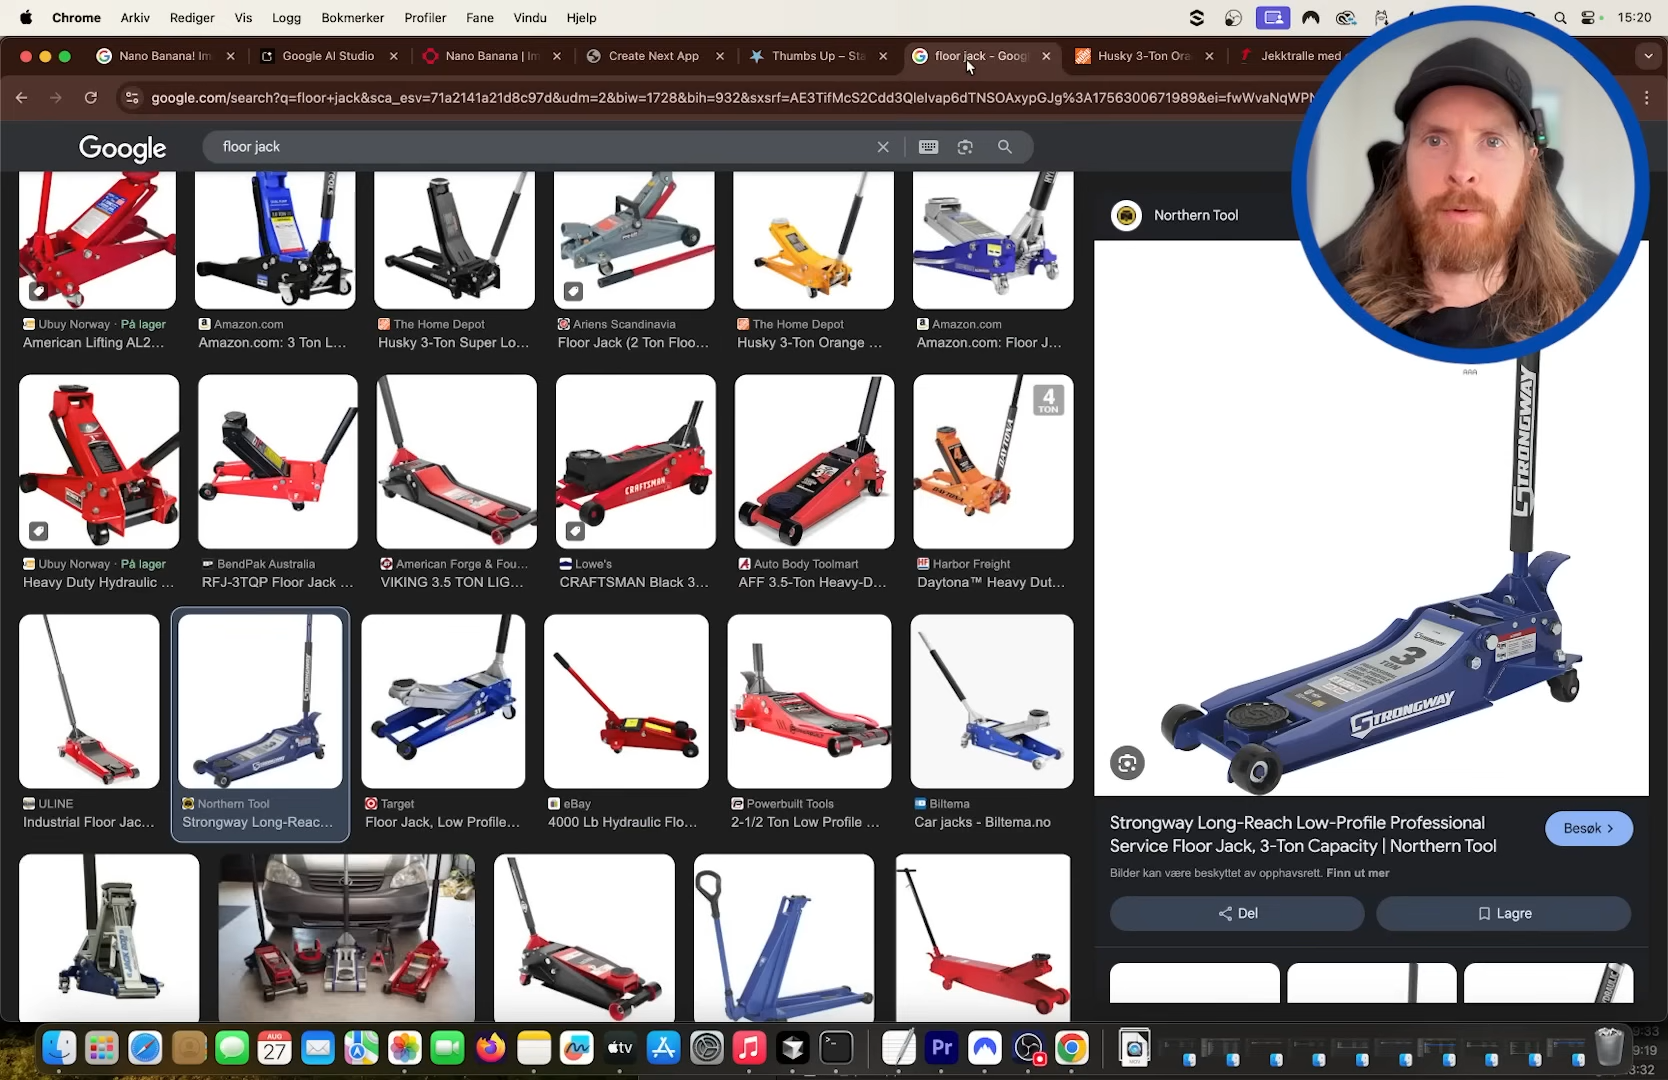 Chrome Arkiv Rediger Vis Logg Bokmerker Profiler Fane Vindu Hjelp 15:20
Nano Banana! Im
Google AI Studio
Nano Banana | Im
Create Next App
Thumbs Up – Sta
floor jack - Goog
Husky 3-Ton Ora
Jekktralle med
google.com/search?q=floor+jack&sca_esv=71a2141a21d8c97d&udm=2&biw=1728&bih=932&sxsrf=AE3TifMcS2Cdd3QleIvap6dTNSOAxypGJg%3A1756300671989&ei=fwWvaNqWPN
Google
floor jack
Northern Tool
Ubuy Norway · På lager
American Lifting AL2...
Amazon.com
Amazon.com: 3 Ton L...
The Home Depot
Husky 3-Ton Super Lo...
Ariens Scandinavia
Floor Jack (2 Ton Floo...
The Home Depot
Husky 3-Ton Orange ...
Amazon.com
Amazon.com: Floor J...
CRAFTSMAN
4
TON
DAYTONA
Ubuy Norway · På lager
Heavy Duty Hydraulic ...
BendPak Australia
RFJ-3TQP Floor Jack ...
American Forge & Fou...
VIKING 3.5 TON LIG...
Lowe's
CRAFTSMAN Black 3...
Auto Body Toolmart
AFF 3.5-Ton Heavy-D...
Harbor Freight
Daytona™ Heavy Dut...
STRONGWAY
3
TON
STRONGWAY
ULINE
Industrial Floor Jac...
Northern Tool
Strongway Long-Reac...
Target
Floor Jack, Low Profile...
eBay
4000 Lb Hydraulic Flo...
Powerbuilt Tools
2-1/2 Ton Low Profile ...
Biltema
Car jacks - Biltema.no
Strongway Long-Reach Low-Profile Professional
Service Floor Jack, 3-Ton Capacity | Northern Tool
Besøk
Bilder kan være beskyttet av opphavsrett. Finn ut mer
Del
Lagre
AUG
27
tv
Pr